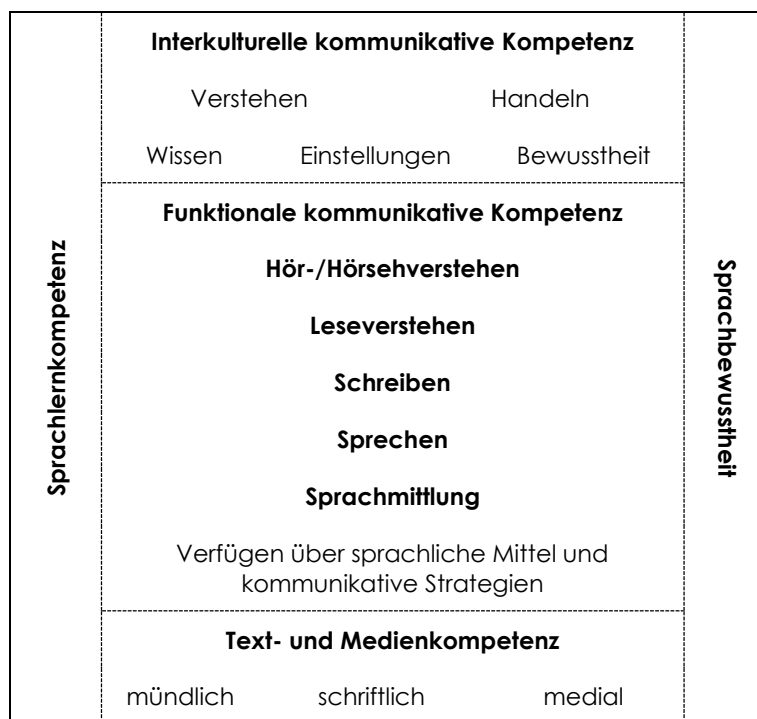 Sprachlernkompetenz
Interkulturelle kommunikative Kompetenz
Verstehen Handeln
Wissen Einstellungen Bewusstheit
Funktionale kommunikative Kompetenz
Hör-/Hörsehverstehen
Leseverstehen
Schreiben
Sprechen
Sprachmittlung
Verfügen über sprachliche Mittel und
kommunikative Strategien
Text- und Medienkompetenz
mündlich schriftlich medial
Sprachbewusstheit